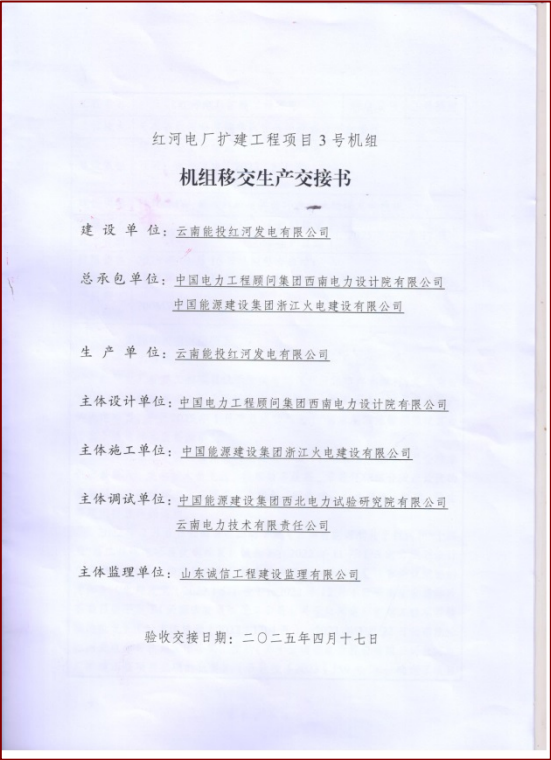 红河电厂扩建工程项目3号机组
机组移交生产交接书
建设单位：云南能投红河发电有限公司
总承包单位：中国电力工程顾问集团西南电力设计院有限公司
中国能源建设集团浙江火电建设有限公司
生产单位：云南能投红河发电有限公司
主体设计单位：中国电力工程顾问集团西南电力设计院有限公司
主体施工单位：中国能源建设集团浙江火电建设有限公司
主体调试单位：中国能源建设集团西北电力试验研究院有限公司
云南电力技术有限责任公司
主体监理单位：山东诚信工程建设监理有限公司
验收交接日期：二〇二五年四月十七日